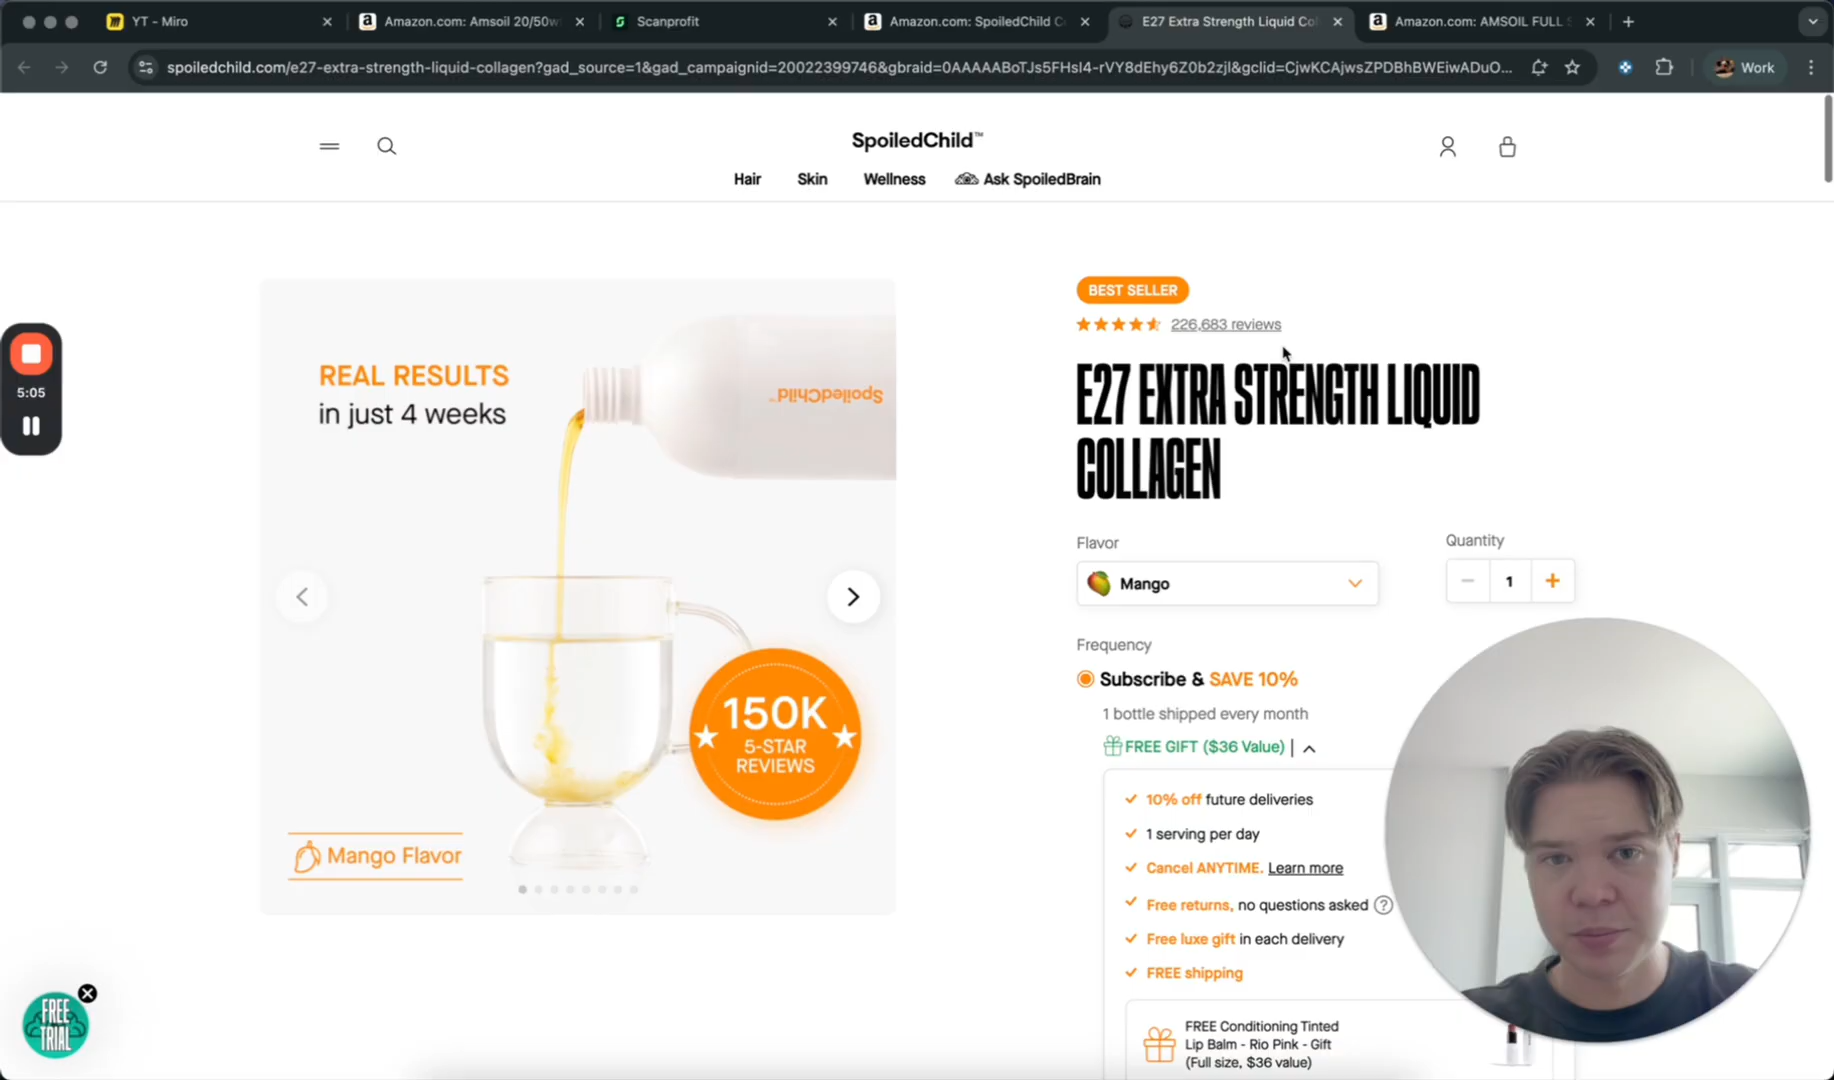 YT - Miro
Amazon.com: Amsoil 20/50w
Scanprofit
Amazon.com: SpoiledChild C
E27 Extra Strength Liquid Col
Amazon.com: AMSOIL FULL S
spoiledchild.com/e27-extra-strength-liquid-collagen?gad_source=1&gad_campaignid=20022399746&gbraid=0AAAAABoTJs5FHsI4-rVY8dEhy6Z0b2zjl&gclid=CjwKCAjwsZPDBhBWEiwADuO...
Work
SpoiledChild™
Hair
Skin
Wellness
Ask SpoiledBrain
5:05
REAL RESULTS
in just 4 weeks
SpoiledChild™
150K
5-STAR
REVIEWS
Mango Flavor
FREE
TRIAL
BEST SELLER
226,683 reviews
E27 EXTRA STRENGTH LIQUID
COLLAGEN
Flavor
Quantity
Mango
1
Frequency
Subscribe & SAVE 10%
1 bottle shipped every month
FREE GIFT ($36 Value) |
10% off future deliveries
1 serving per day
Cancel ANYTIME. Learn more
Free returns, no questions asked ?
Free luxe gift in each delivery
FREE shipping
FREE Conditioning Tinted
Lip Balm - Rio Pink - Gift
(Full size, $36 value)